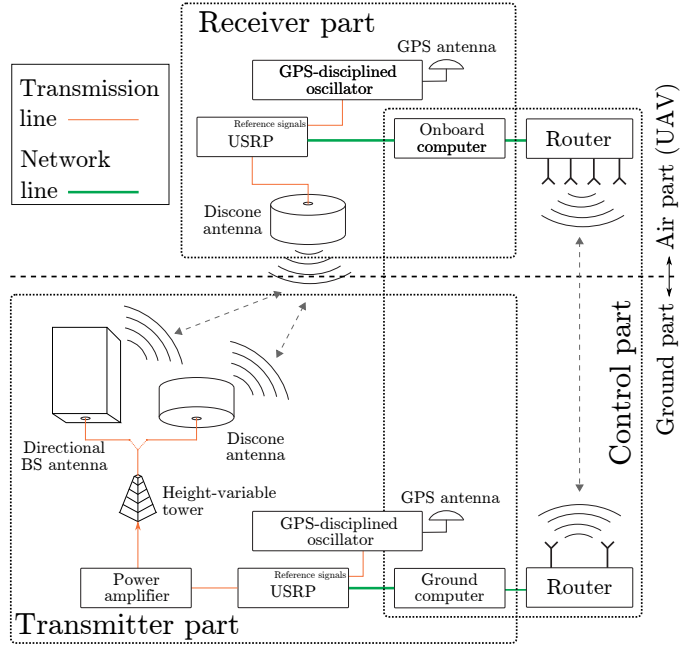 Receiver part
GPS antenna
GPS-disciplined
oscillator
Transmission
line
Network
line
Reference signals
USRP
Onboard
computer
Router
Discone
antenna
Air part (UAV)
Ground part
Control part
Directional
BS antenna
Discone
antenna
Height-variable
tower
GPS antenna
GPS-disciplined
oscillator
Power
amplifier
Reference signals
USRP
Ground
computer
Router
Transmitter part